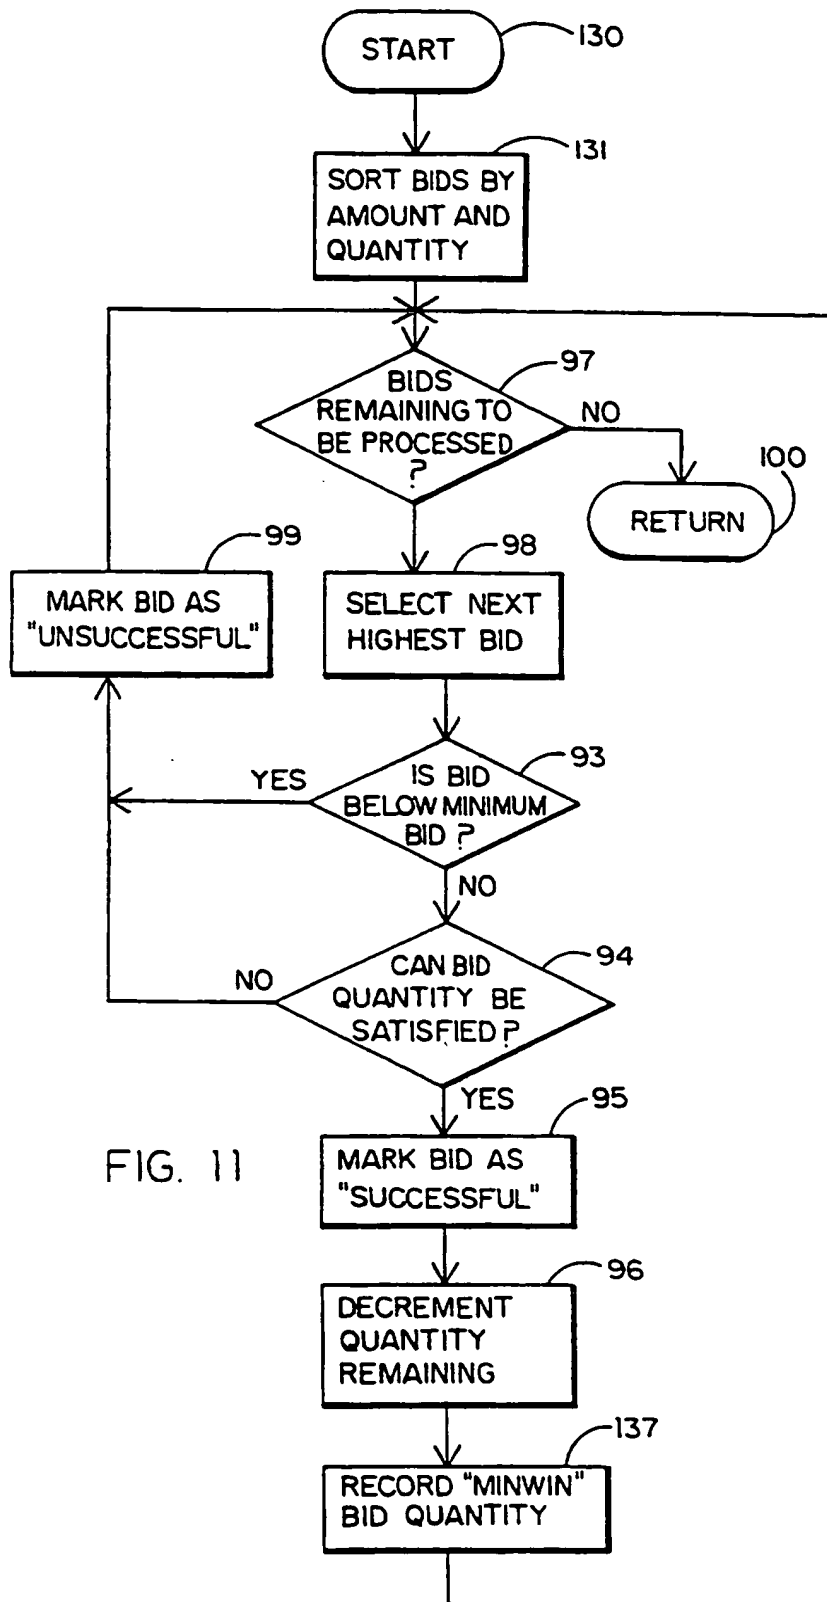 START
130
131
SORT BIDS BY
AMOUNT AND
QUANTITY
97
BIDS
REMAINING TO
BE PROCESSED
?
NO
100
RETURN
99
MARK BID AS
"UNSUCCESSFUL"
98
SELECT NEXT
HIGHEST BID
93
IS BID
BELOW MINIMUM
BID ?
YES
NO
94
CAN BID
QUANTITY BE
SATISFIED?
NO
YES
95
MARK BID AS
"SUCCESSFUL"
FIG. 11
96
DECREMENT
QUANTITY
REMAINING
137
RECORD "MINWIN"
BID QUANTITY